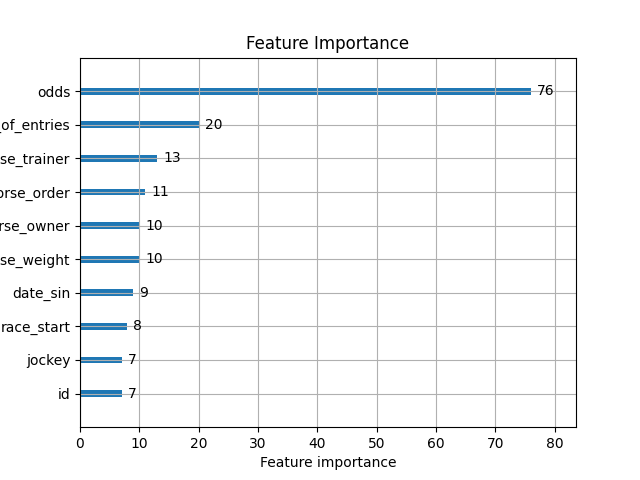 Feature Importance
odds 76
_of_entries 20
se_trainer 13
orse_order 11
rse_owner 10
se_weight 10
date_sin 9
race_start 8
jockey 7
id 7
0 10 20 30 40 50 60 70 80
Feature importance